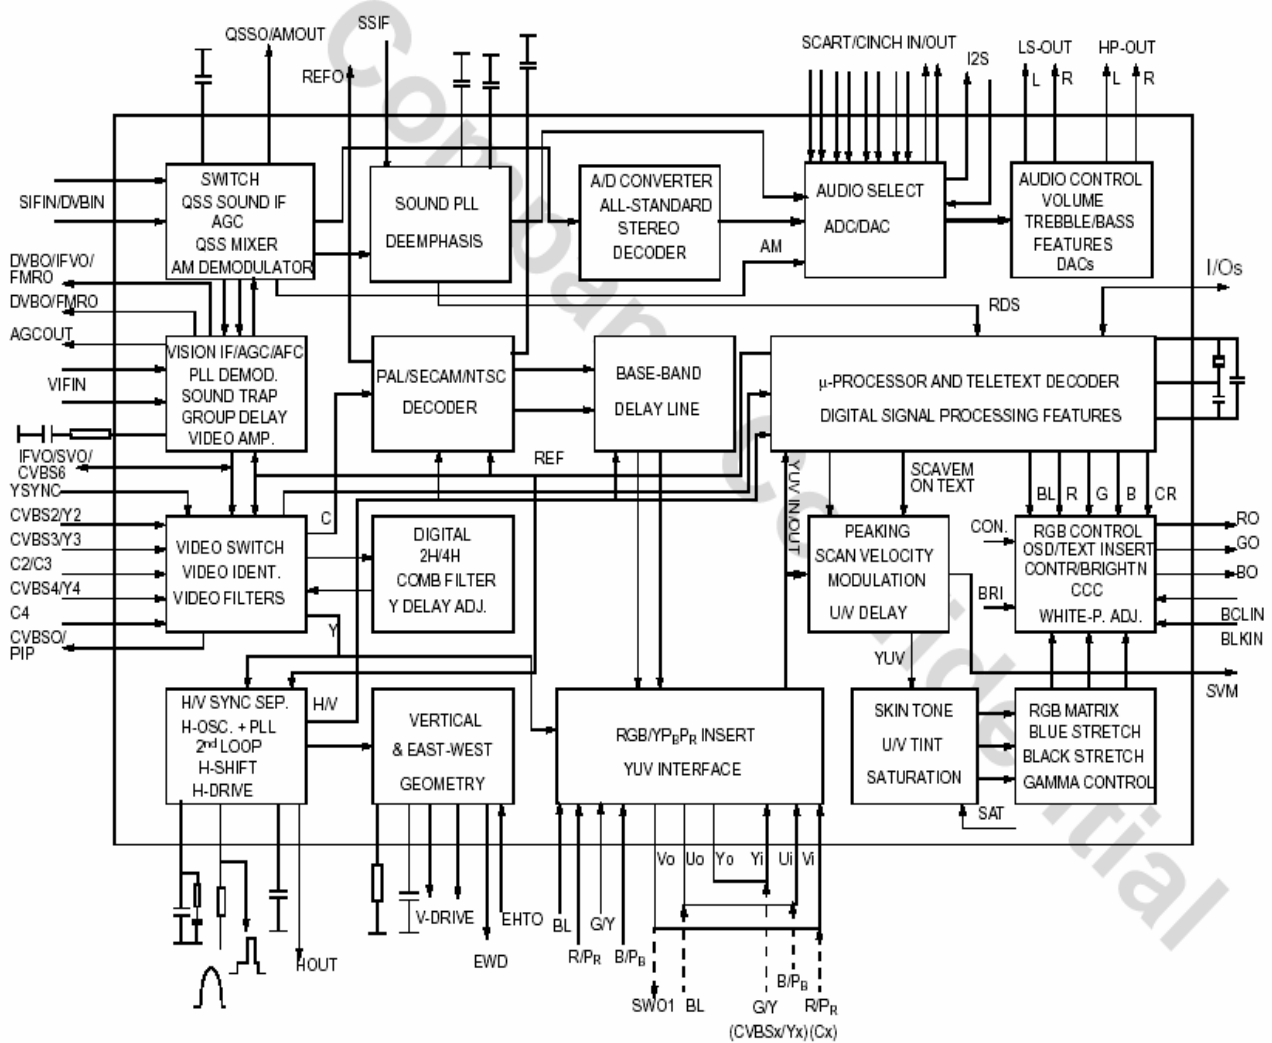 SSIF
QSSO/AMOUT
REFO
SCART/CINCH IN/OUT
I2S
LS-OUT
HP-OUT
L
R
L
R
SIFIN/DVBIN
SWITCH
QSS SOUND IF
AGC
QSS MIXER
AM DEMODULATOR
SOUND PLL
DEEMPHASIS
A/D CONVERTER
ALL-STANDARD
STEREO
DECODER
AUDIO SELECT
ADC/DAC
AUDIO CONTROL
VOLUME
TREBBLE/BASS
FEATURES
DACs
AM
RDS
I/Os
DVBO/IFVO/
FMRO
DVBO/FMRO
AGCOUT
VIFIN
IFVO/SVO/
CVBS6
VISION IF/AGC/AFC
PLL DEMOD.
SOUND TRAP
GROUP DELAY
VIDEO AMP.
PAL/SECAM/NTSC
DECODER
BASE-BAND
DELAY LINE
µ-PROCESSOR AND TELETEXT DECODER
DIGITAL SIGNAL PROCESSING FEATURES
REF
YUV IN/OUT
SCAVEM
ON TEXT
BL
R
G
B
CR
YSYNC
CVBS2/Y2
CVBS3/Y3
C2/C3
CVBS4/Y4
C4
CVBSO/
PIP
VIDEO SWITCH
VIDEO IDENT.
VIDEO FILTERS
C
Y
DIGITAL
2H/4H
COMB FILTER
Y DELAY ADJ.
PEAKING
SCAN VELOCITY
MODULATION
U/V DELAY
CON.
BRI
RGB CONTROL
OSD/TEXT INSERT
CONTR/BRIGHTN
CCC
WHITE-P. ADJ.
RO
GO
BO
BCLIN
BLKIN
YUV
SVM
H/V SYNC SEP.
H-OSC. + PLL
2nd LOOP
H-SHIFT
H-DRIVE
H/V
VERTICAL
& EAST-WEST
GEOMETRY
RGB/YPBPR INSERT
YUV INTERFACE
SKIN TONE
U/V TINT
SATURATION
RGB MATRIX
BLUE STRETCH
BLACK STRETCH
GAMMA CONTROL
SAT
Vo
Uo
Yo
Yi
Ui
Vi
HOUT
V-DRIVE
EWD
EHTO
BL
R/PR
G/Y
B/PB
SWO1
BL
G/Y
B/PB
R/PR
(CVBSx/Yx)
(Cx)
Company Confidential